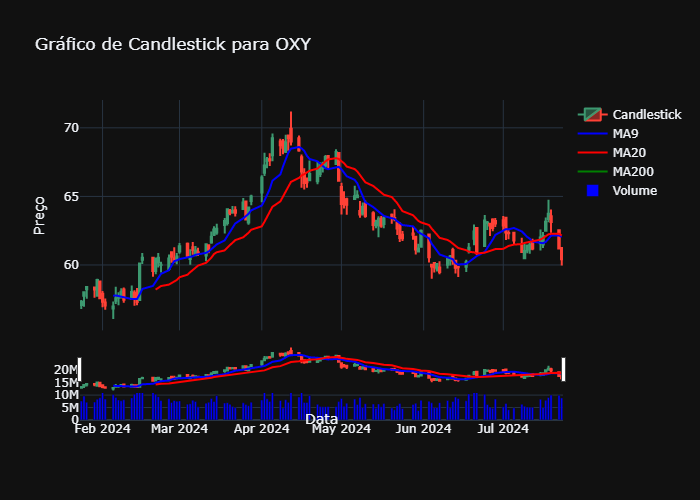 Gráfico de Candlestick para OXY
Candlestick
MA9
MA20
MA200
Volume
70
65
60
Preço
20M
15M
10M
5M
0
Feb 2024 Mar 2024 Apr 2024 May 2024 Jun 2024 Jul 2024
Data